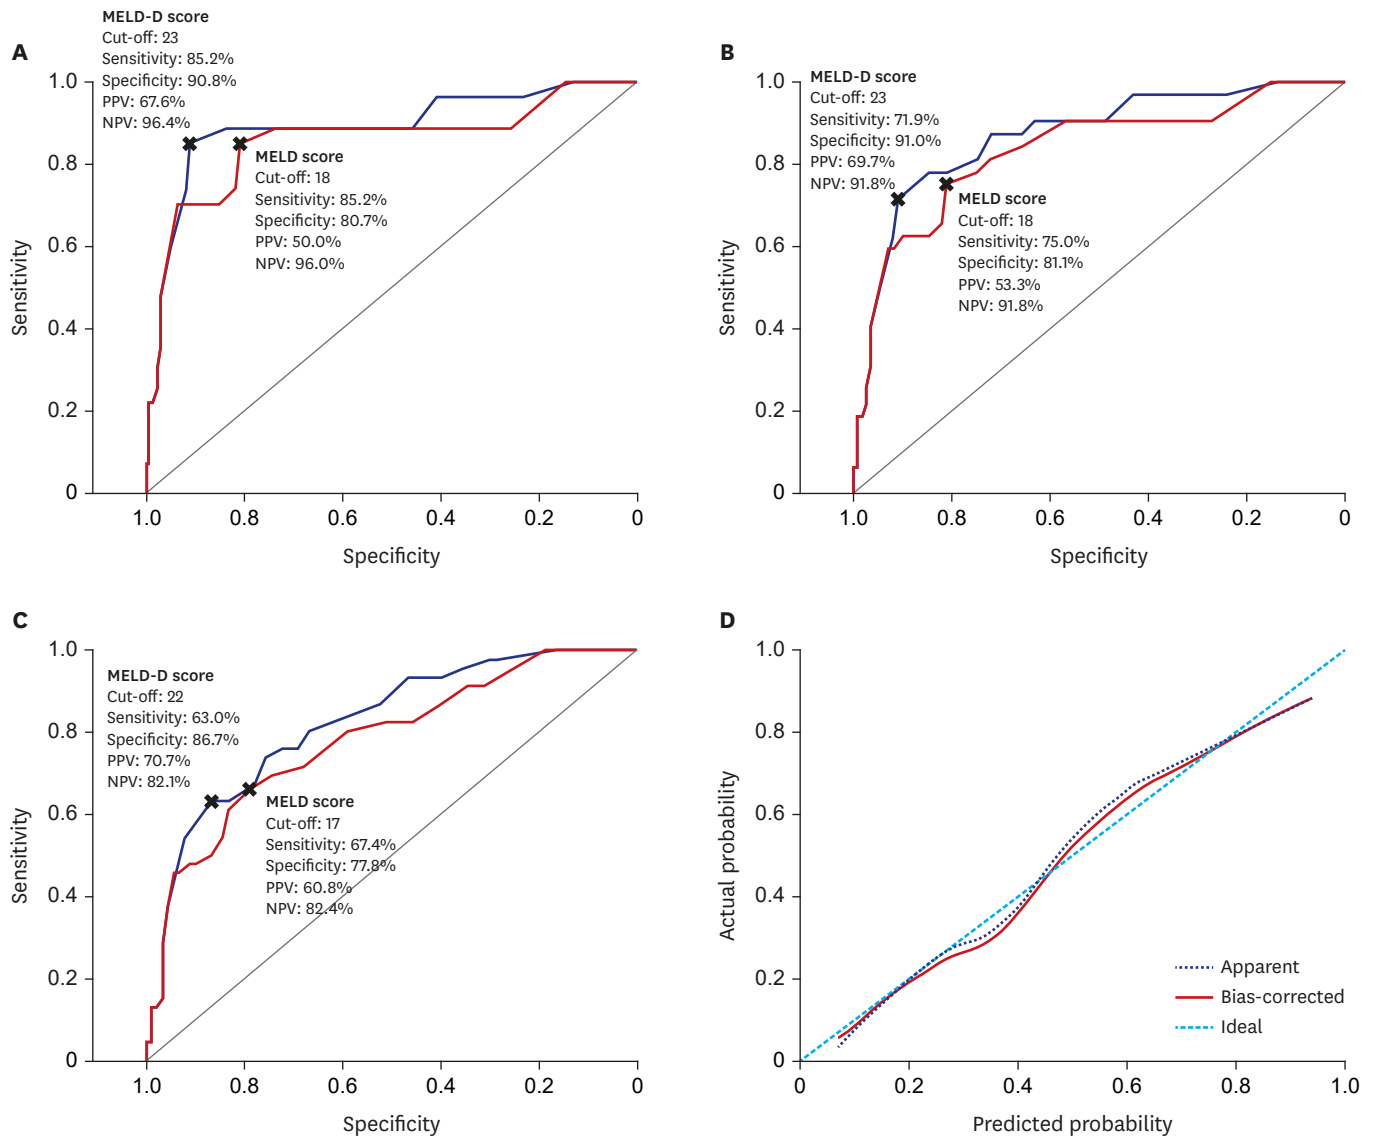 A
MELD-D score
Cut-off: 23
Sensitivity: 85.2%
Specificity: 90.8%
PPV: 67.6%
NPV: 96.4%
MELD score
Cut-off: 18
Sensitivity: 85.2%
Specificity: 80.7%
PPV: 50.0%
NPV: 96.0%
Sensitivity
1.0
0.8
0.6
0.4
0.2
0
1.0 0.8 0.6 0.4 0.2 0
Specificity
B
MELD-D score
Cut-off: 23
Sensitivity: 71.9%
Specificity: 91.0%
PPV: 69.7%
NPV: 91.8%
MELD score
Cut-off: 18
Sensitivity: 75.0%
Specificity: 81.1%
PPV: 53.3%
NPV: 91.8%
Sensitivity
1.0
0.8
0.6
0.4
0.2
0
1.0 0.8 0.6 0.4 0.2 0
Specificity
C
MELD-D score
Cut-off: 22
Sensitivity: 63.0%
Specificity: 86.7%
PPV: 70.7%
NPV: 82.1%
MELD score
Cut-off: 17
Sensitivity: 67.4%
Specificity: 77.8%
PPV: 60.8%
NPV: 82.4%
Sensitivity
1.0
0.8
0.6
0.4
0.2
0
1.0 0.8 0.6 0.4 0.2 0
Specificity
D
Actual probability
1.0
0.8
0.6
0.4
0.2
0
Apparent
Bias-corrected
Ideal
0 0.2 0.4 0.6 0.8 1.0
Predicted probability